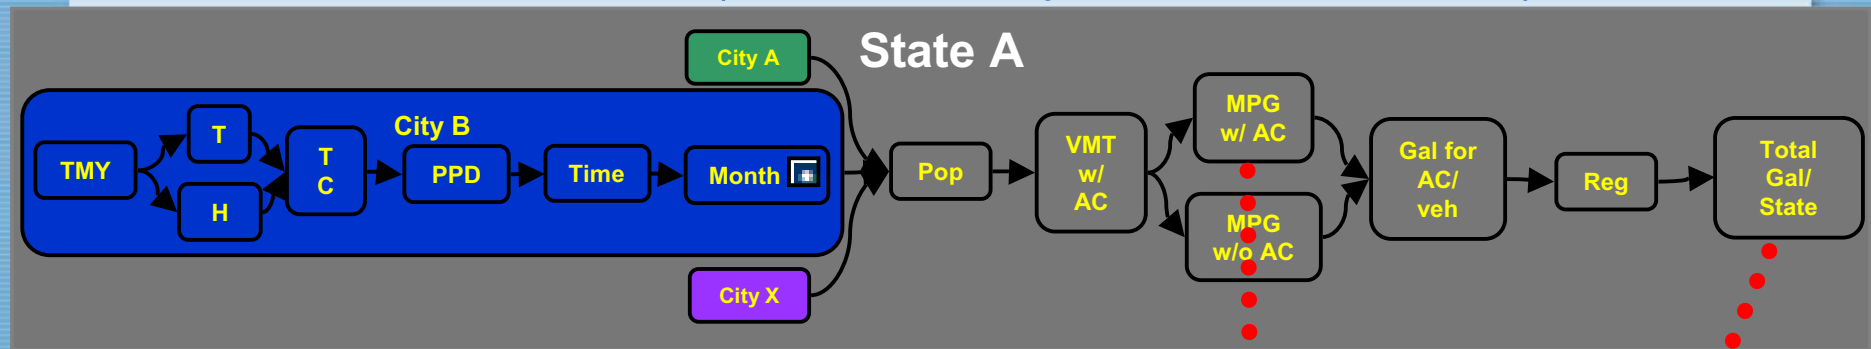 State A
City A
City B
TMY
T
H
T
C
PPD
Time
Month
City X
Pop
VMT
w/
AC
MPG
w/ AC
MPG
w/o AC
Gal for
AC/
veh
Reg
Total
Gal/
State